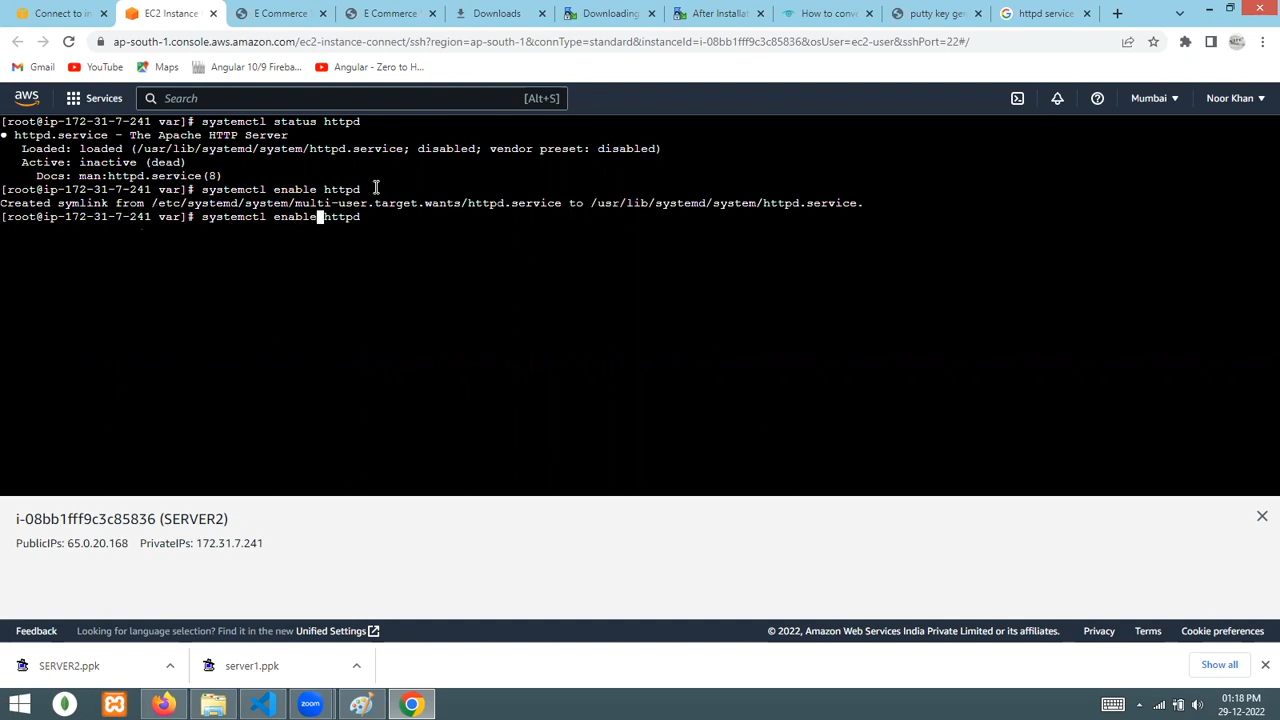 Connect to in
EC2 Instance
E Commerce
E Commerce
Downloads
Downloading
After Installat
How to conve
putty key gen
httpd service
ap-south-1.console.aws.amazon.com/ec2-instance-connect/ssh?region=ap-south-1&connType=standard&instanceId=i-08bb1fff9c3c85836&osUser=ec2-user&sshPort=22#/
Gmail
YouTube
Maps
Angular 10/9 Fireba...
Angular - Zero to H...
aws
Services
Search
[Alt+S]
Mumbai
Noor Khan
[root@ip-172-31-7-241 var]# systemctl status httpd
● httpd.service - The Apache HTTP Server
Loaded: loaded (/usr/lib/systemd/system/httpd.service; disabled; vendor preset: disabled)
Active: inactive (dead)
Docs: man:httpd.service(8)
[root@ip-172-31-7-241 var]# systemctl enable httpd
Created symlink from /etc/systemd/system/multi-user.target.wants/httpd.service to /usr/lib/systemd/system/httpd.service.
[root@ip-172-31-7-241 var]# systemctl enable httpd
i-08bb1fff9c3c85836 (SERVER2)
PublicIPs: 65.0.20.168 PrivateIPs: 172.31.7.241
Feedback
Looking for language selection? Find it in the new Unified Settings
© 2022, Amazon Web Services India Private Limited or its affiliates.
Privacy
Terms
Cookie preferences
SERVER2.ppk
server1.ppk
Show all
zoom
01:18 PM
29-12-2022